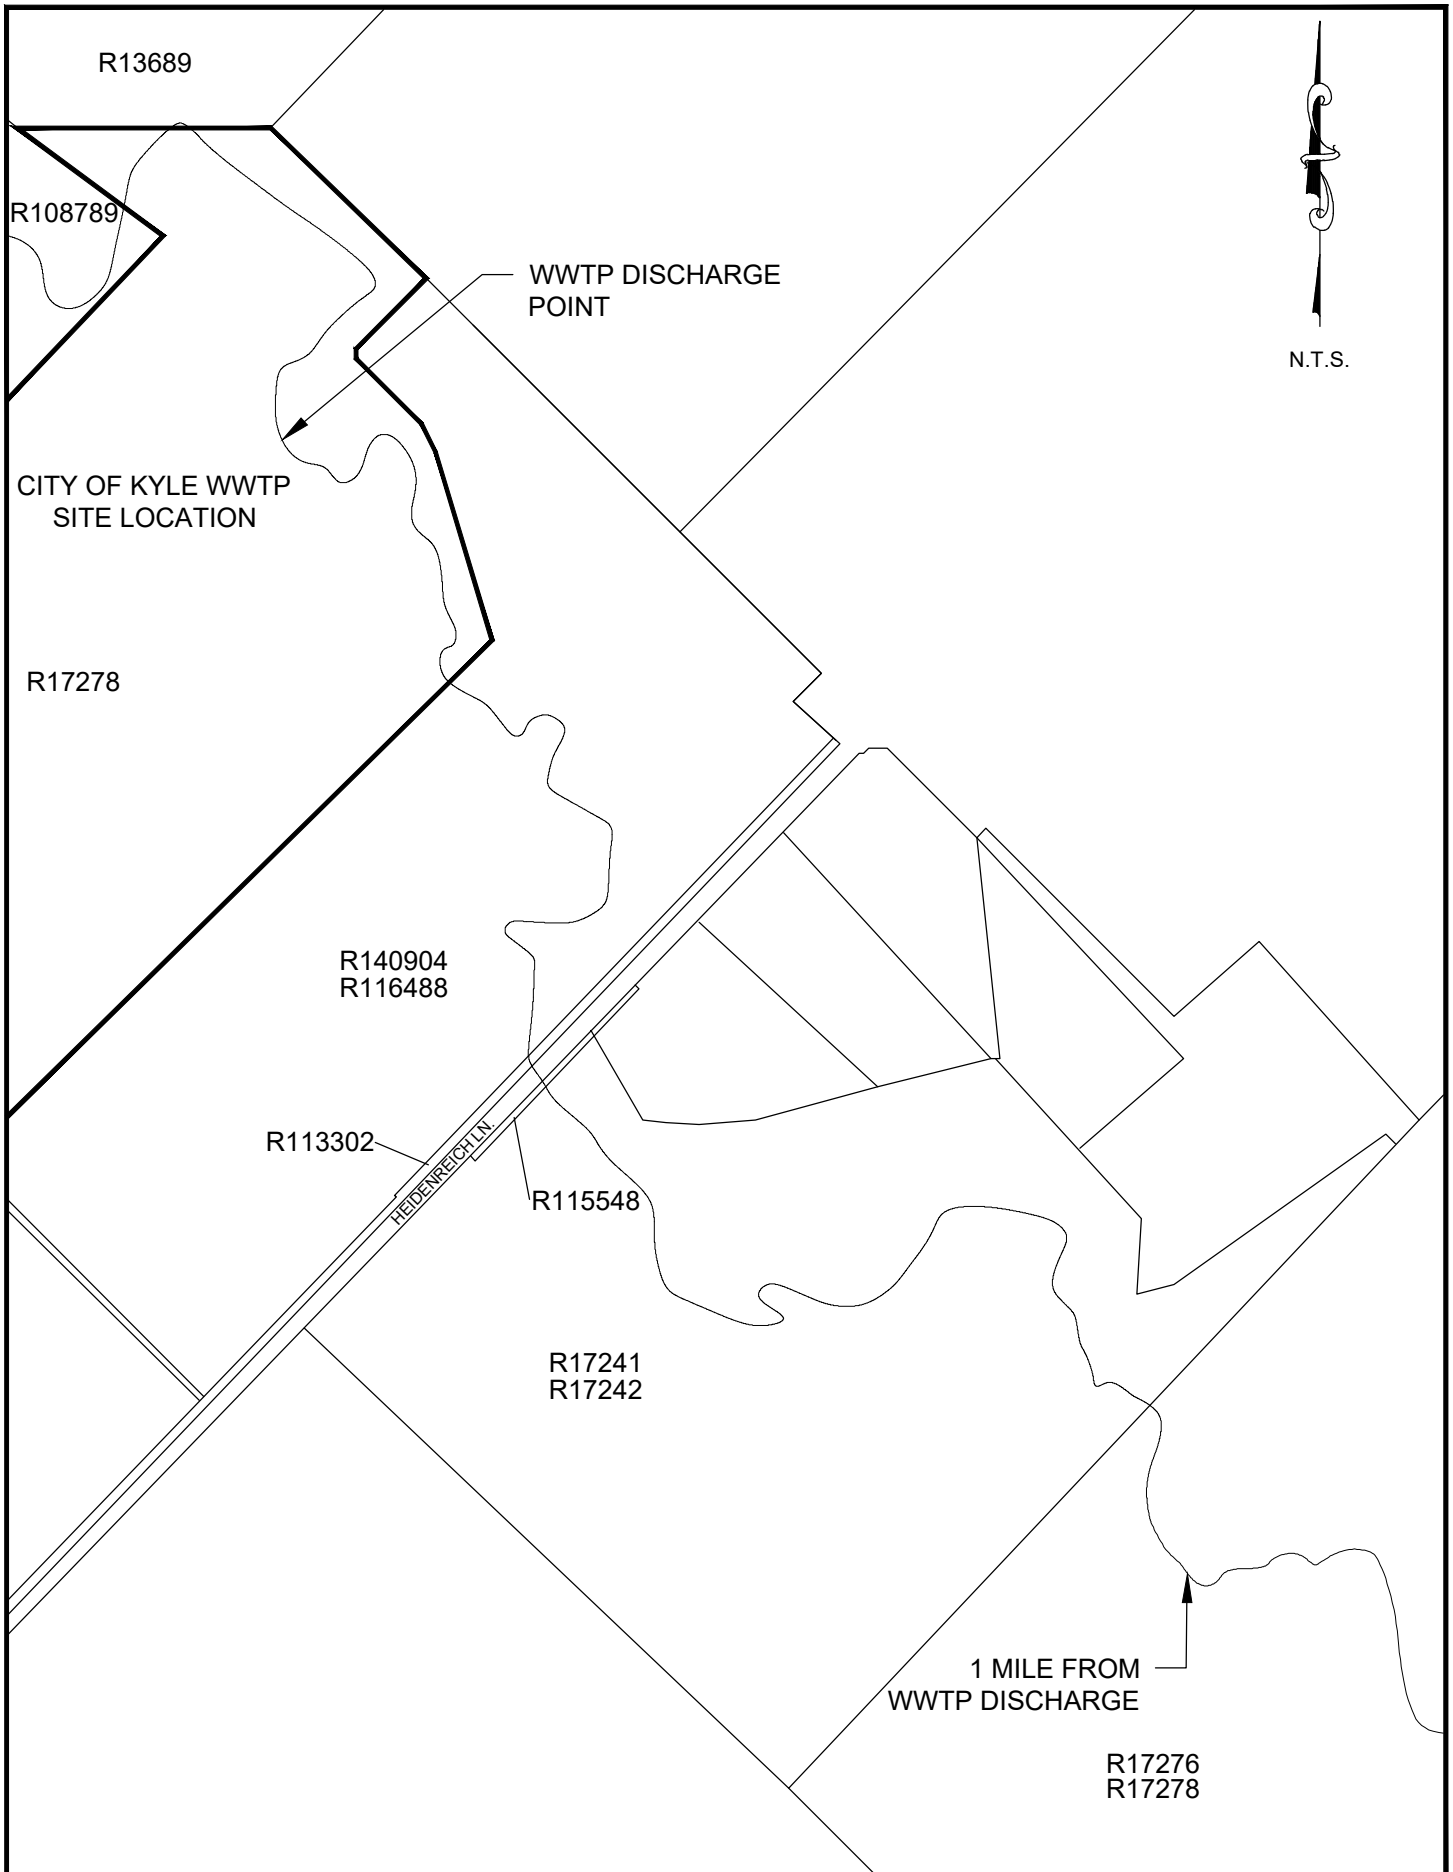 R13689
R108789
WWTP DISCHARGE
POINT
N.T.S.
CITY OF KYLE WWTP
SITE LOCATION
R17278
R140904
R116488
R113302
HEIDENREICH LN.
R115548
R17241
R17242
1 MILE FROM
WWTP DISCHARGE
R17276
R17278